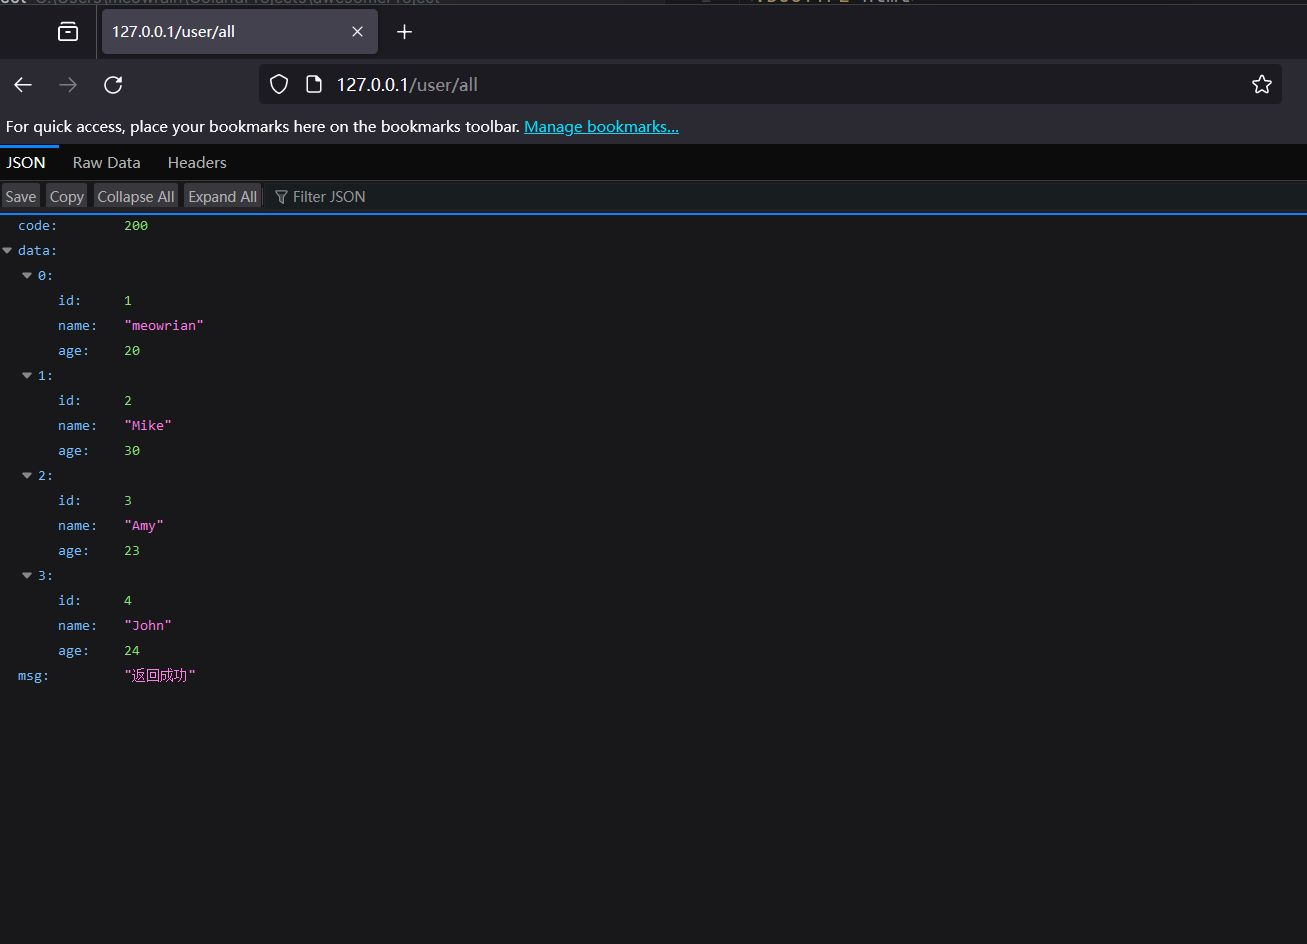 127.0.0.1/user/all
127.0.0.1/user/all
For quick access, place your bookmarks here on the bookmarks toolbar. Manage bookmarks...
JSON Raw Data Headers
Save Copy Collapse All Expand All Filter JSON
code: 200
data:
0:
id: 1
name: "meowrian"
age: 20
1:
id: 2
name: "Mike"
age: 30
2:
id: 3
name: "Amy"
age: 23
3:
id: 4
name: "John"
age: 24
msg: "返回成功"